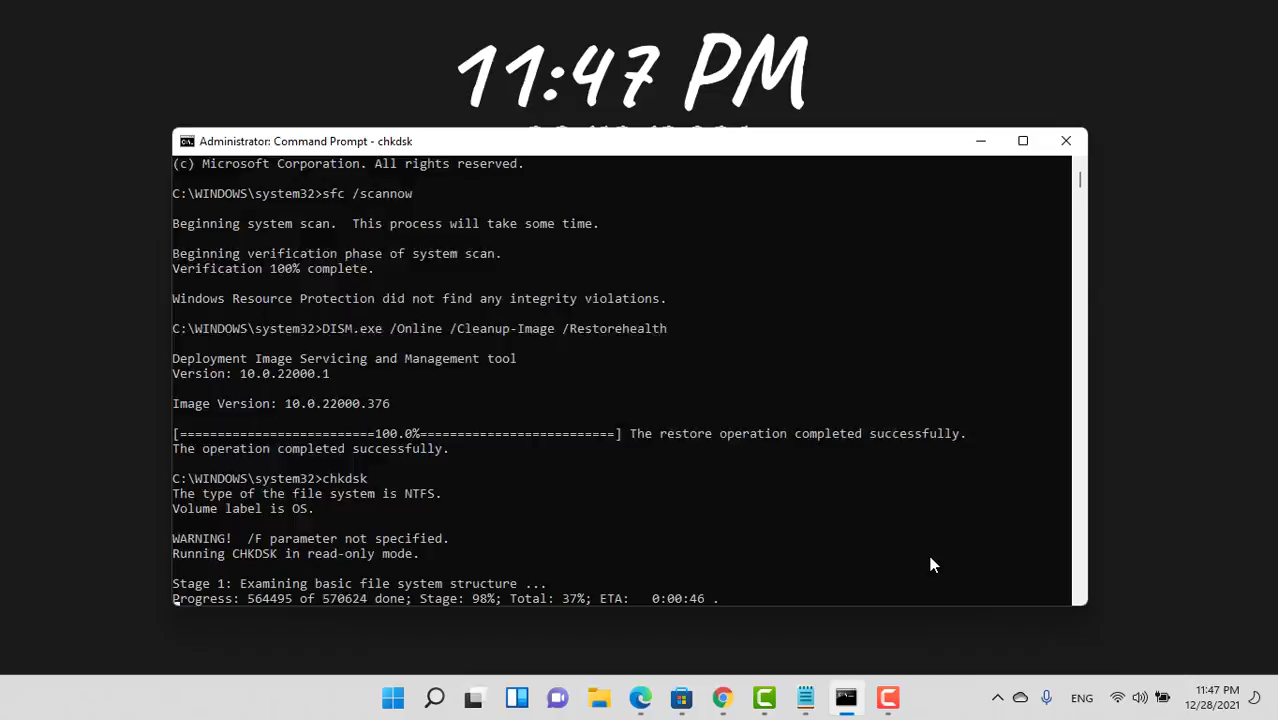 11:47 PM
Administrator: Command Prompt - chkdsk
(c) Microsoft Corporation. All rights reserved.
C:\WINDOWS\system32>sfc /scannow
Beginning system scan.  This process will take some time.
Beginning verification phase of system scan.
Verification 100% complete.
Windows Resource Protection did not find any integrity violations.
C:\WINDOWS\system32>DISM.exe /Online /Cleanup-Image /Restorehealth
Deployment Image Servicing and Management tool
Version: 10.0.22000.1
Image Version: 10.0.22000.376
[==========================100.0%==========================] The restore operation completed successfully.
The operation completed successfully.
C:\WINDOWS\system32>chkdsk
The type of the file system is NTFS.
Volume label is OS.
WARNING!  /F parameter not specified.
Running CHKDSK in read-only mode.
Stage 1: Examining basic file system structure ...
Progress: 564495 of 570624 done; Stage: 98%; Total: 37%; ETA:   0:00:46 .
ENG
11:47 PM
12/28/2021